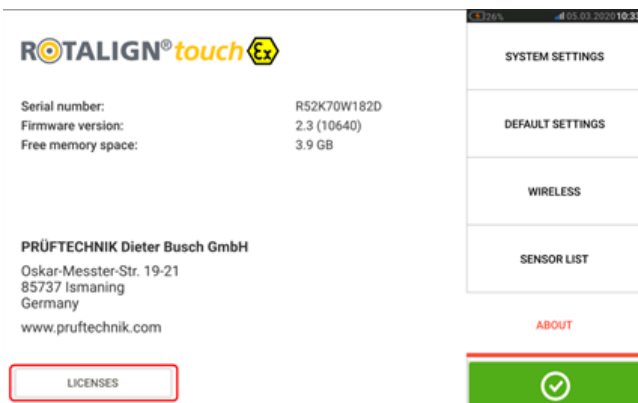 ROTALIGN® touch Ex
Serial number: R52K70W182D
Firmware version: 2.3 (10640)
Free memory space: 3.9 GB
PRÜFTECHNIK Dieter Busch GmbH
Oskar-Messter-Str. 19-21
85737 Ismaning
Germany
www.pruftechnik.com
LICENSES
26% 05.03.2020 10:33
SYSTEM SETTINGS
DEFAULT SETTINGS
WIRELESS
SENSOR LIST
ABOUT